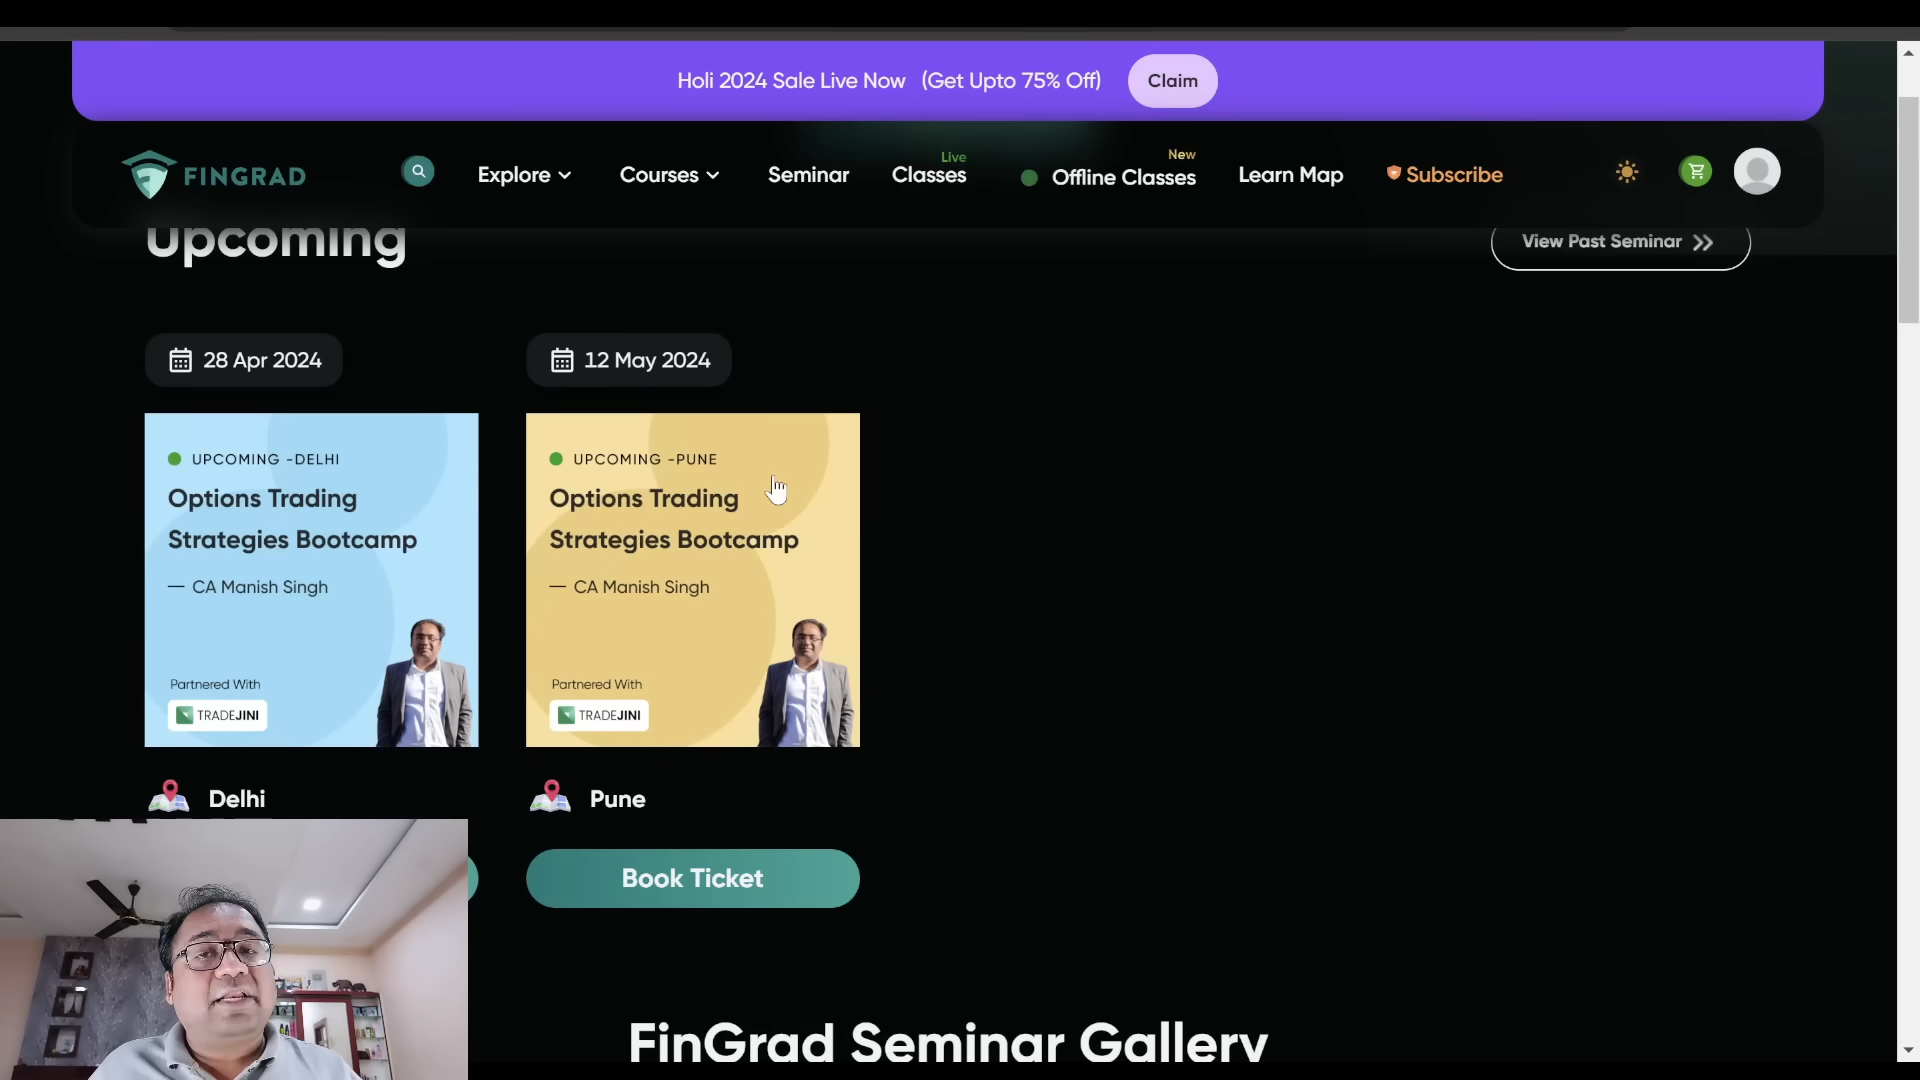 Holi 2024 Sale Live Now (Get Upto 75% Off) Claim
FINGRAD
Explore
Courses
Seminar
Live
Classes
New
Offline Classes
Learn Map
Subscribe
Upcoming
View Past Seminar
28 Apr 2024
12 May 2024
UPCOMING -DELHI
Options Trading
Strategies Bootcamp
— CA Manish Singh
Partnered With
TRADEJINI
UPCOMING -PUNE
Options Trading
Strategies Bootcamp
— CA Manish Singh
Partnered With
TRADEJINI
Delhi
Pune
Book Ticket
FinGrad Seminar Gallery